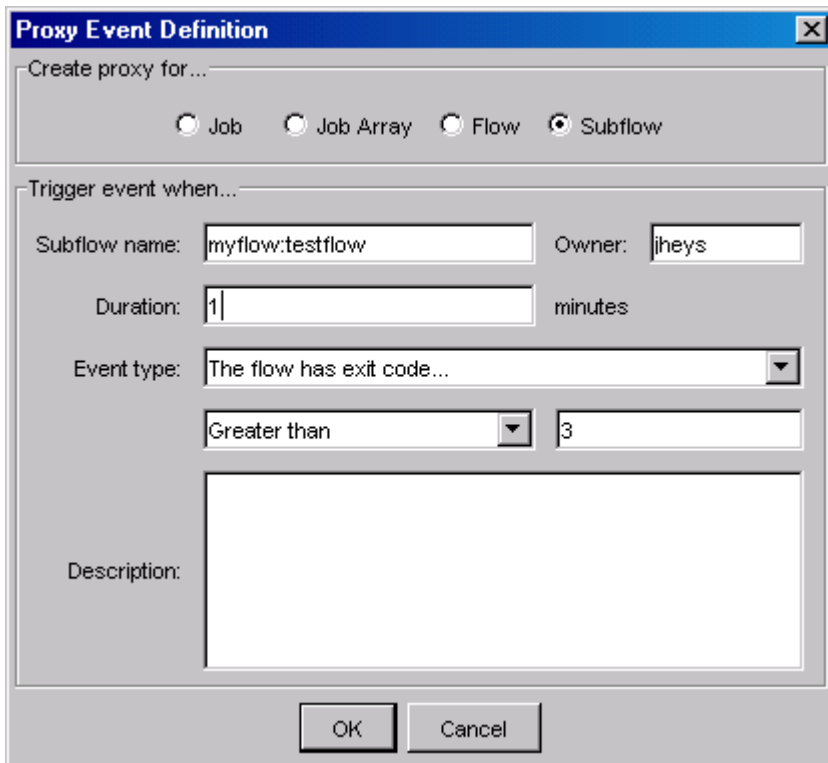 Proxy Event Definition
Create proxy for...
Job Job Array Flow Subflow
Trigger event when...
Subflow name: myflow:testflow Owner: jheys
Duration: 1 minutes
Event type: The flow has exit code...
Greater than 3
Description:
OK Cancel